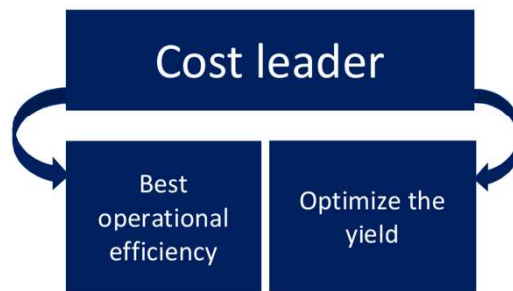 Cost leader
Best
operational
efficiency
Optimize the
yield